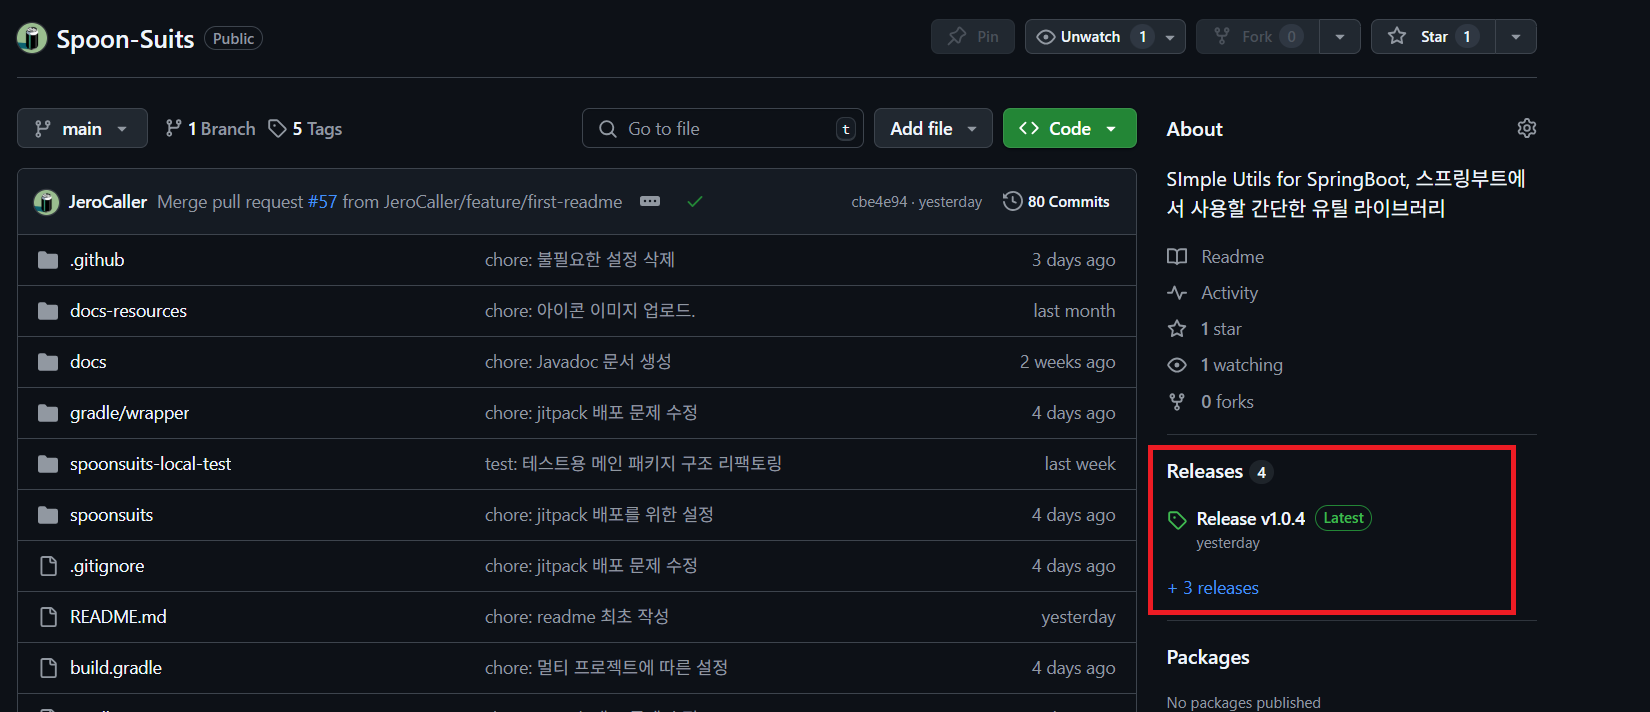 Spoon-Suits Public
Pin Unwatch 1 Fork 0 Star 1
main 1 Branch 5 Tags Go to file t Add file Code
JeroCaller Merge pull request #57 from JeroCaller/feature/first-readme cbe4e94 · yesterday 80 Commits
.github chore: 불필요한 설정 삭제 3 days ago
docs-resources chore: 아이콘 이미지 업로드. last month
docs chore: Javadoc 문서 생성 2 weeks ago
gradle/wrapper chore: jitpack 배포 문제 수정 4 days ago
spoonsuits-local-test test: 테스트용 메인 패키지 구조 리팩토링 last week
spoonsuits chore: jitpack 배포를 위한 설정 4 days ago
.gitignore chore: jitpack 배포 문제 수정 4 days ago
README.md chore: readme 최초 작성 yesterday
build.gradle chore: 멀티 프로젝트에 따른 설정 4 days ago
About
SImple Utils for SpringBoot, 스프링부트에
서 사용할 간단한 유틸 라이브러리
Readme
Activity
1 star
1 watching
0 forks
Releases 4
Release v1.0.4 Latest
yesterday
+ 3 releases
Packages
No packages published